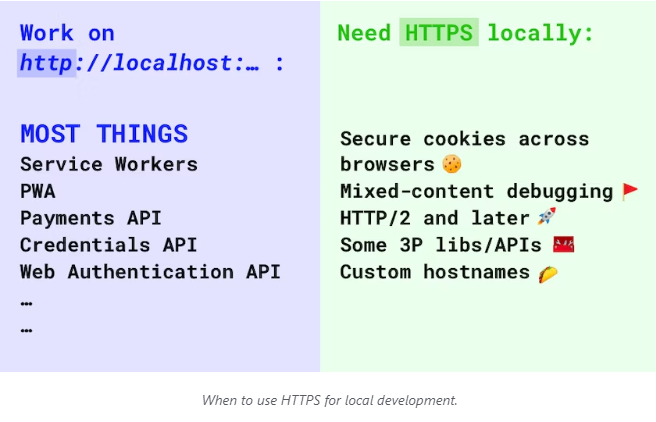 Work on
http://localhost:… :
MOST THINGS
Service Workers
PWA
Payments API
Credentials API
Web Authentication API
…
…
Need HTTPS locally:
Secure cookies across
browsers 🍪
Mixed-content debugging 🚩
HTTP/2 and later 🚀
Some 3P libs/APIs 🧰
Custom hostnames 🌮
When to use HTTPS for local development.